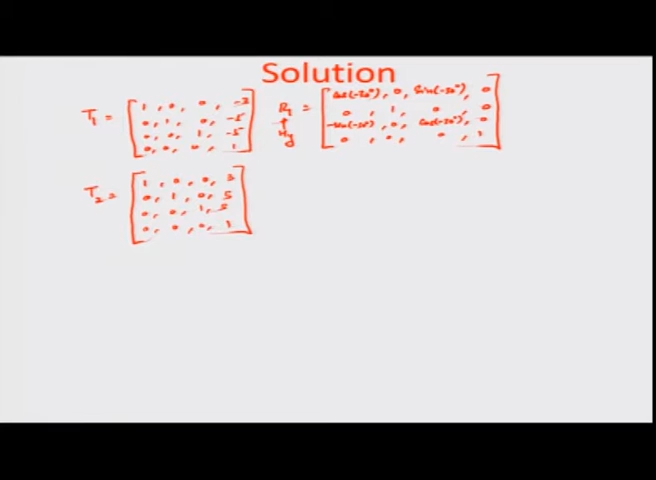 Solution
T1 = [ 1, 0, 0, -3
0, 1, 0, -5
0, 0, 1, -5
0, 0, 0, 1 ]
R1 = [ cos(-30°), 0, sin(-30°), 0
0, 1, 0, 0
-sin(-30°), 0, cos(-30°), 0
0, 0, 0, 1 ]
↑
T2 = [ 1, 0, 0, 3
0, 1, 0, 5
0, 0, 1, 5
0, 0, 0, 1 ]